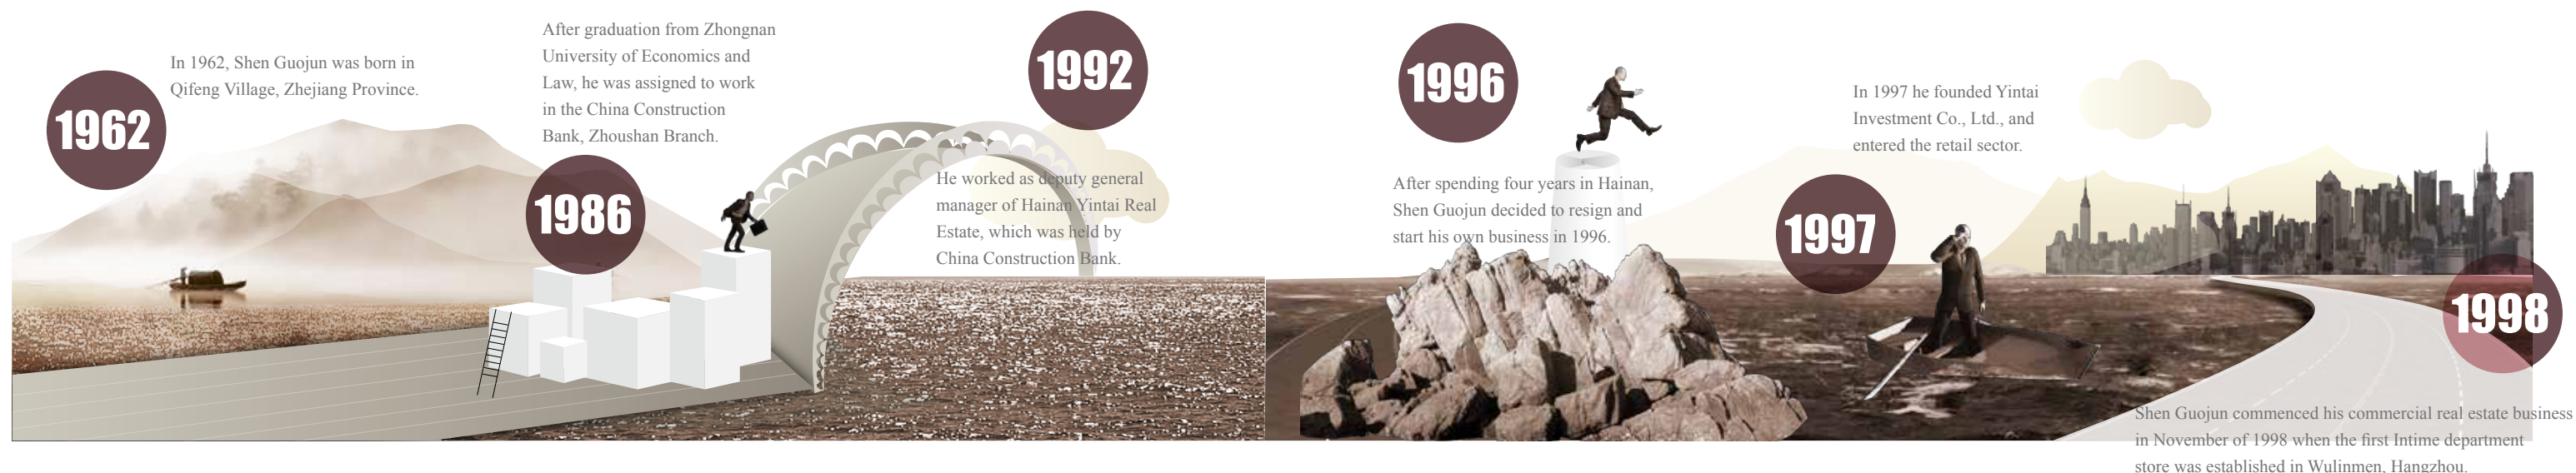 1962
In 1962, Shen Guojun was born in
Qifeng Village, Zhejiang Province.
After graduation from Zhongnan
University of Economics and
Law, he was assigned to work
in the China Construction
Bank, Zhoushan Branch.
1986
1992
He worked as deputy general
manager of Hainan Yintai Real
Estate, which was held by
China Construction Bank.
1996
After spending four years in Hainan,
Shen Guojun decided to resign and
start his own business in 1996.
In 1997 he founded Yintai
Investment Co., Ltd., and
entered the retail sector.
1997
1998
Shen Guojun commenced his commercial real estate business
in November of 1998 when the first Intime department
store was established in Wulinmen, Hangzhou.